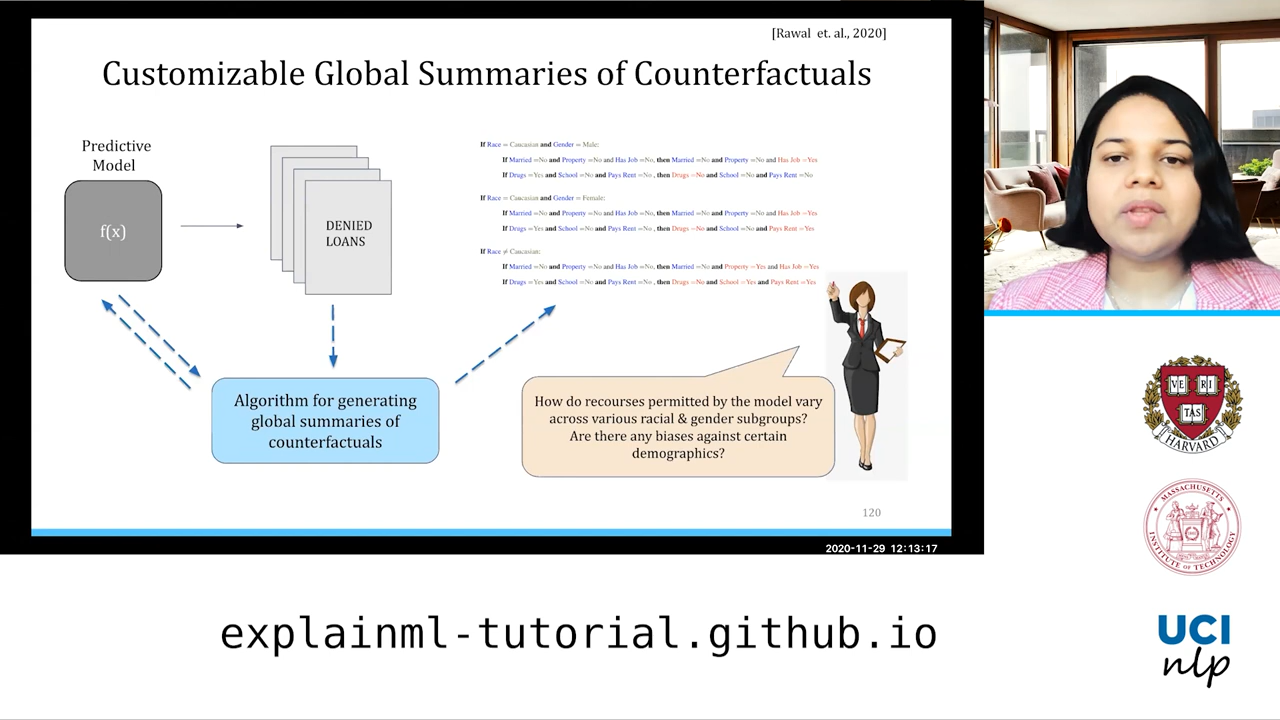 [Rawal et. al., 2020]
Customizable Global Summaries of Counterfactuals
Predictive
Model
f(x)
DENIED
LOANS
If Race = Caucasian and Gender = Male:
If Married =No and Property =No and Has Job =No, then Married =No and Property =No and Has Job =Yes
If Drugs =Yes and School =No and Pays Rent =No, then Drugs =No and School =No and Pays Rent =No
If Race = Caucasian and Gender = Female:
If Married =No and Property =No and Has Job =No, then Married =No and Property =No and Has Job =Yes
If Drugs =Yes and School =No and Pays Rent =No , then Drugs =No and School =No and Pays Rent =Yes
If Race ≠ Caucasian:
If Married =No and Property =No and Has Job =No, then Married =No and Property =Yes and Has Job =Yes
If Drugs =Yes and School =No and Pays Rent =No , then Drugs =No and School =Yes and Pays Rent =Yes
Algorithm for generating
global summaries of
counterfactuals
How do recourses permitted by the model vary
across various racial & gender subgroups?
Are there any biases against certain
demographics?
120
2020-11-29 12:13:17
explainml-tutorial.github.io
VE RI
TAS
HARVARD
MASSACHUSETTS
INSTITUTE OF TECHNOLOGY
UCI
nlp